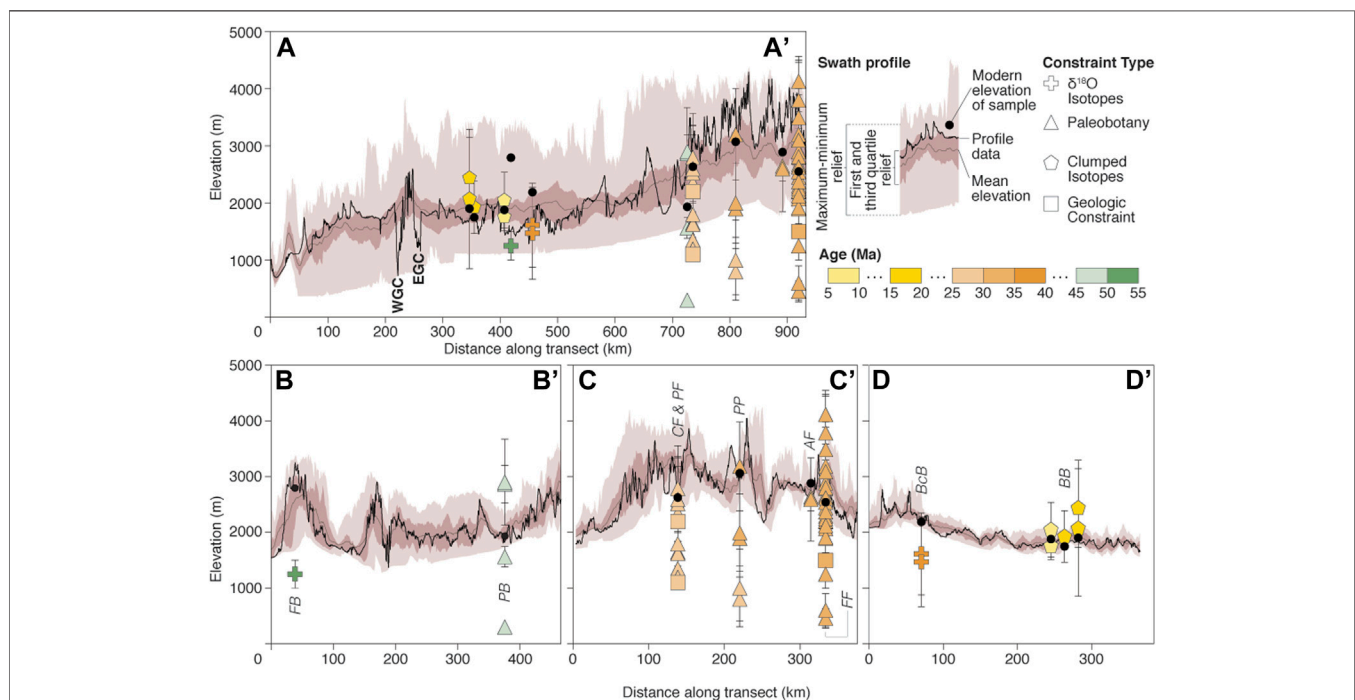 5000
4000
3000
2000
1000
0
Elevation (m)
A
A’
WGC
EGC
0 100 200 300 400 500 600 700 800 900
Distance along transect (km)
Swath profile
Modern
elevation
of sample
Profile
data
Mean
elevation
Maximum-minimum
relief
First and
third quartile
relief
Constraint Type
δ¹⁸O
Isotopes
Paleobotany
Clumped
Isotopes
Geologic
Constraint
Age (Ma)
... ... ...
5 10 15 20 25 30 35 40 45 50 55
5000
4000
3000
2000
1000
0
Elevation (m)
B
B’
FB
PB
0 100 200 300 400
C
C’
CF & PF
PP
AF
FF
0 100 200 300
D
D’
BcB
BB
0 100 200 300
Distance along transect (km)